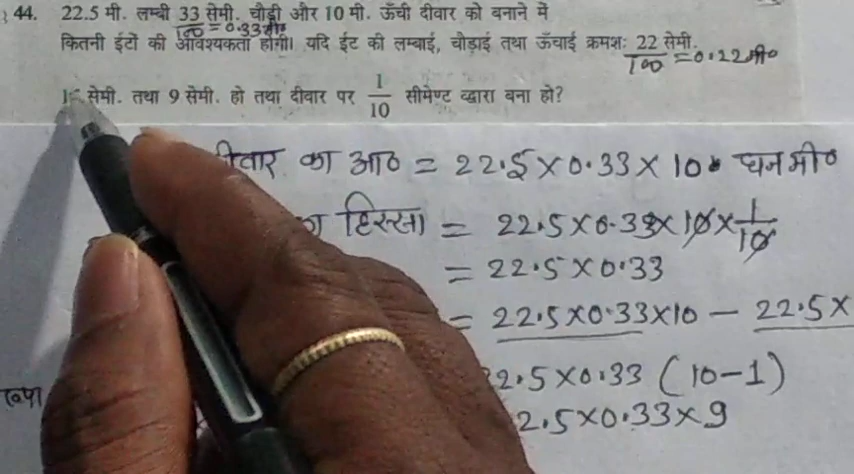 44. 22.5 मी. लम्बी 33 सेमी. चौड़ी और 10 मी. ऊँची दीवार को बनाने में
100 = 0.33 मी०
कितनी ईंटों की आवश्यकता होगी। यदि ईंट की लम्बाई, चौड़ाई तथा ऊँचाई क्रमशः 22 सेमी.
100 = 0.22 मी०
सेमी. तथा 9 सेमी. हो तथा दीवार पर 1/10 सीमेण्ट द्वारा बना हो?
दीवार का आ० = 22.5 × 0.33 × 10 घन मी०
हिस्सा = 22.5 × 0.33 × 10 × 1/10
= 22.5 × 0.33
= 22.5 × 0.33 × 10 - 22.5 ×
2.5 × 0.33 (10 - 1)
2.5 × 0.33 × 9